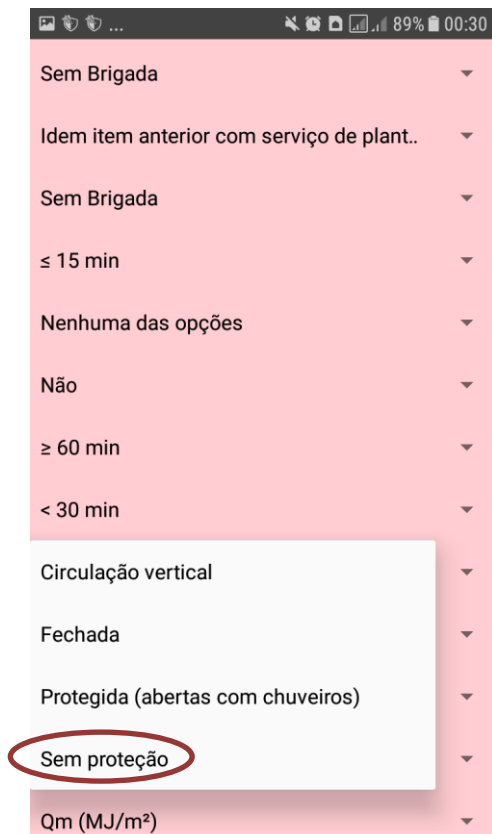 ... 89% 00:30
Sem Brigada
Idem item anterior com serviço de plant..
Sem Brigada
≤ 15 min
Nenhuma das opções
Não
≥ 60 min
< 30 min
Circulação vertical
Fechada
Protegida (abertas com chuveiros)
Sem proteção
Qm (MJ/m²)